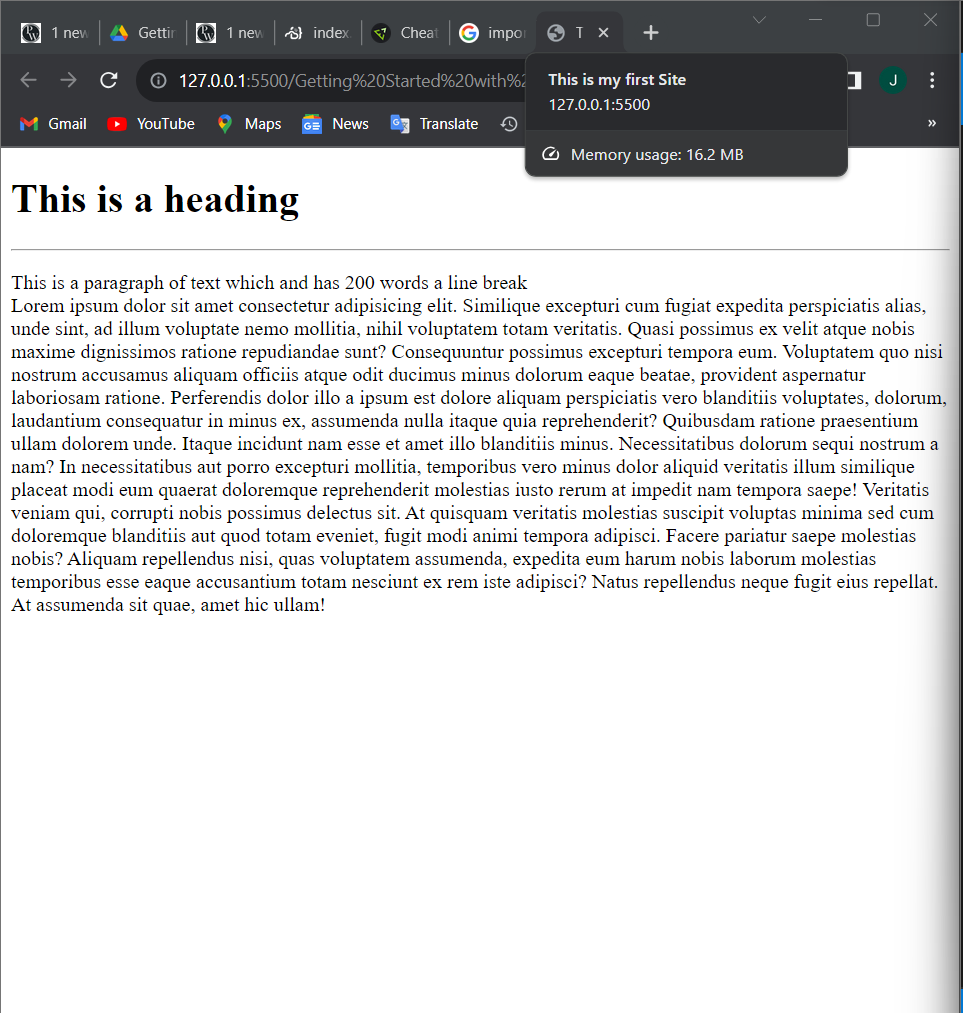 1 new
Gettin
1 new
index.
Cheat
impor
T
127.0.0.1:5500/Getting%20Started%20with%2
This is my first Site
127.0.0.1:5500
Memory usage: 16.2 MB
J
Gmail
YouTube
Maps
News
Translate
»
This is a heading
This is a paragraph of text which and has 200 words a line break
Lorem ipsum dolor sit amet consectetur adipisicing elit. Similique excepturi cum fugiat expedita perspiciatis alias,
unde sint, ad illum voluptate nemo mollitia, nihil voluptatem totam veritatis. Quasi possimus ex velit atque nobis
maxime dignissimos ratione repudiandae sunt? Consequuntur possimus excepturi tempora eum. Voluptatem quo nisi
nostrum accusamus aliquam officiis atque odit ducimus minus dolorum eaque beatae, provident aspernatur
laboriosam ratione. Perferendis dolor illo a ipsum est dolore aliquam perspiciatis vero blanditiis voluptates, dolorum,
laudantium consequatur in minus ex, assumenda nulla itaque quia reprehenderit? Quibusdam ratione praesentium
ullam dolorem unde. Itaque incidunt nam esse et amet illo blanditiis minus. Necessitatibus dolorum sequi nostrum a
nam? In necessitatibus aut porro excepturi mollitia, temporibus vero minus dolor aliquid veritatis illum similique
placeat modi eum quaerat doloremque reprehenderit molestias iusto rerum at impedit nam tempora saepe! Veritatis
veniam qui, corrupti nobis possimus delectus sit. At quisquam veritatis molestias suscipit voluptas minima sed cum
doloremque blanditiis aut quod totam eveniet, fugit modi animi tempora adipisci. Facere pariatur saepe molestias
nobis? Aliquam repellendus nisi, quas voluptatem assumenda, expedita eum harum nobis laborum molestias
temporibus esse eaque accusantium totam nesciunt ex rem iste adipisci? Natus repellendus neque fugit eius repellat.
At assumenda sit quae, amet hic ullam!